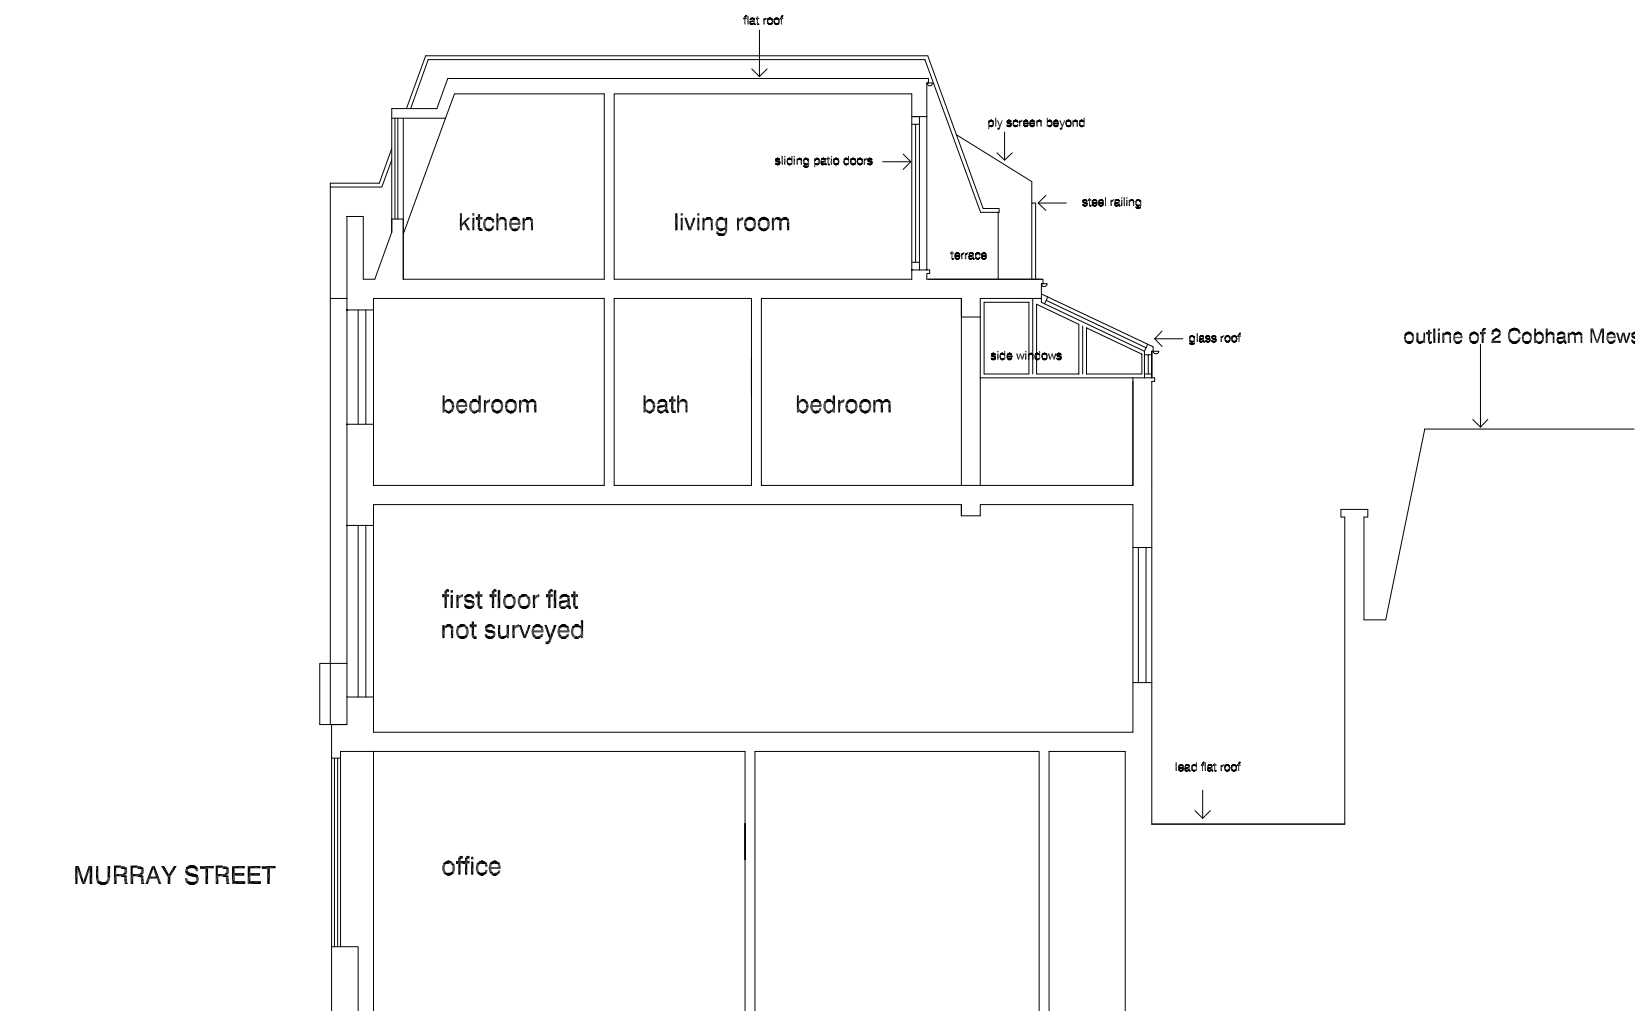 flat roof
ply screen beyond
sliding patio doors
steel railing
kitchen
living room
terrace
glass roof
outline of 2 Cobham Mews
side windows
bedroom
bath
bedroom
first floor flat
not surveyed
lead flat roof
office
MURRAY STREET